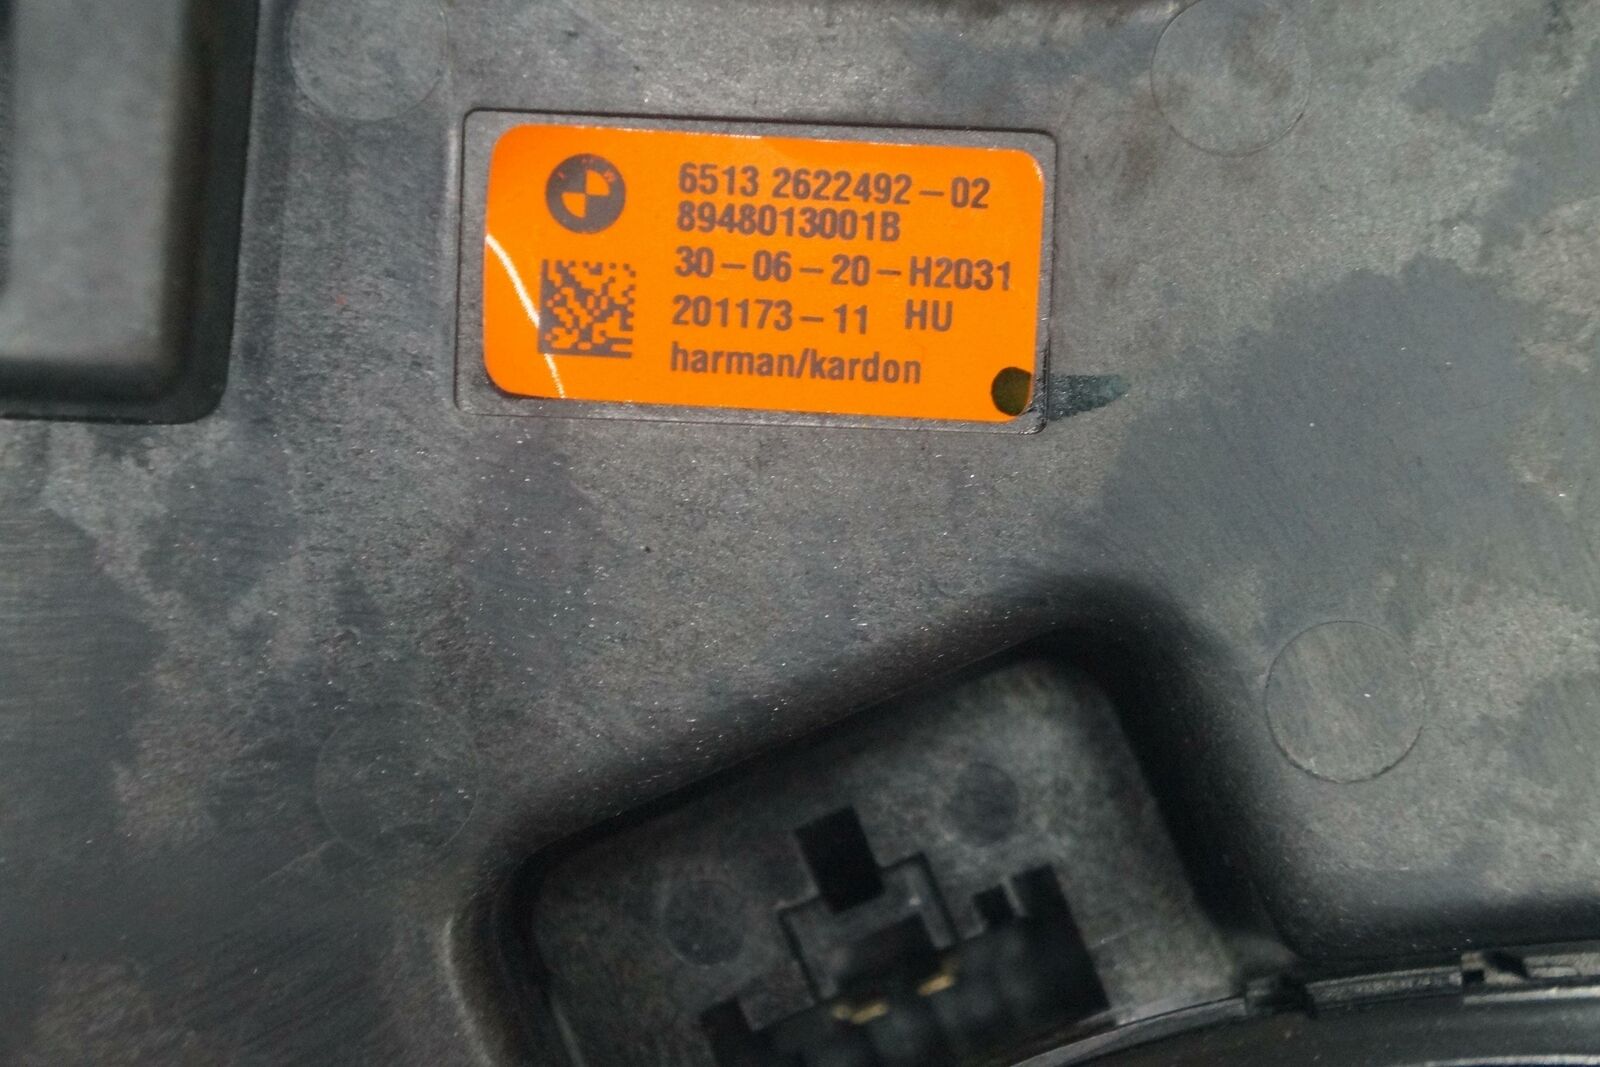 6513 2622492-02
8948013001B
30-06-20-H2031
201173-11 HU
harman/kardon